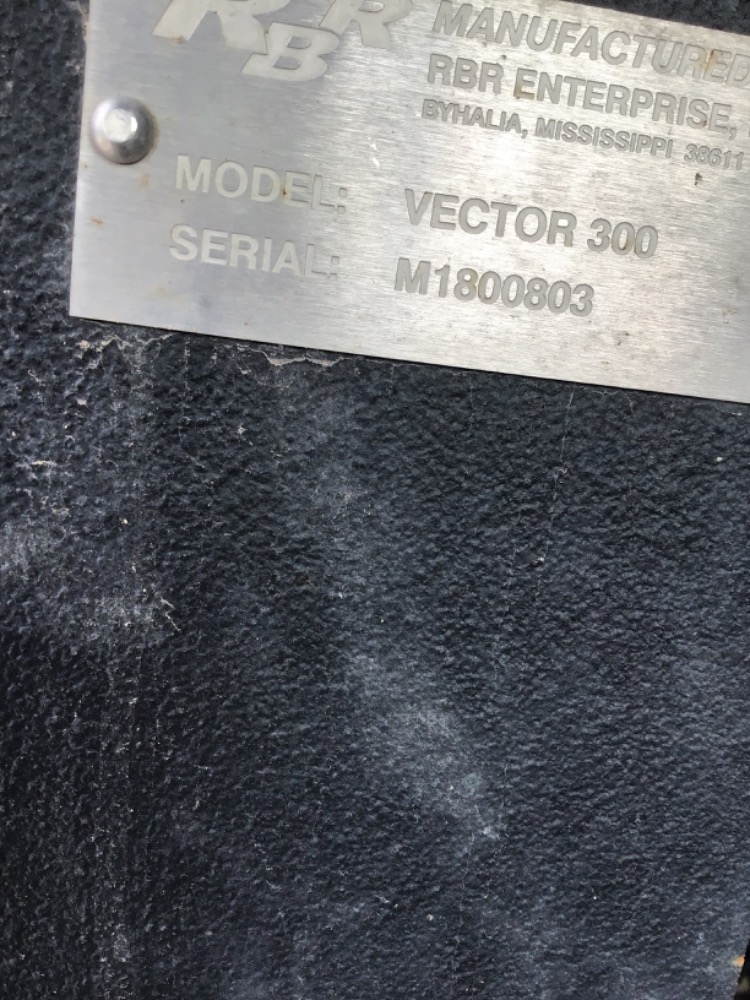 RBR
MANUFACTURED
RBR ENTERPRISE,
BYHALIA, MISSISSIPPI 38611
MODEL: VECTOR 300
SERIAL: M1800803